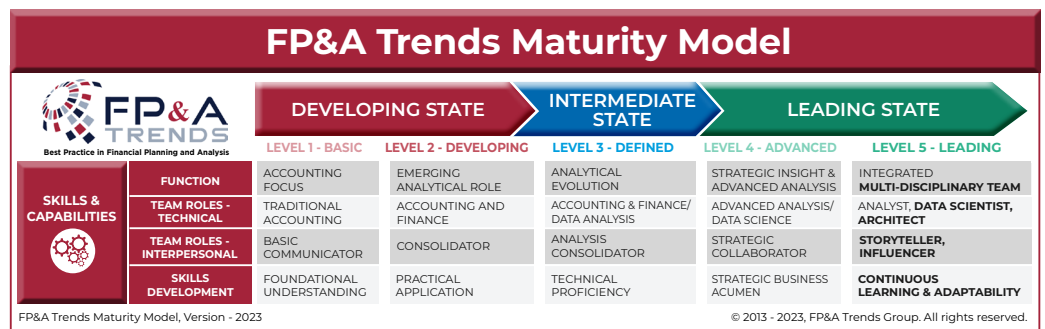 FP&A Trends Maturity Model
FP&A
TRENDS
Best Practice in Financial Planning and Analysis
DEVELOPING STATE
INTERMEDIATE
STATE
LEADING STATE
LEVEL 1 - BASIC
LEVEL 2 - DEVELOPING
LEVEL 3 - DEFINED
LEVEL 4 - ADVANCED
LEVEL 5 - LEADING
SKILLS &
CAPABILITIES
FUNCTION
ACCOUNTING
FOCUS
EMERGING
ANALYTICAL ROLE
ANALYTICAL
EVOLUTION
STRATEGIC INSIGHT &
ADVANCED ANALYSIS
INTEGRATED
MULTI-DISCIPLINARY TEAM
TEAM ROLES -
TECHNICAL
TRADITIONAL
ACCOUNTING
ACCOUNTING AND
FINANCE
ACCOUNTING & FINANCE/
DATA ANALYSIS
ADVANCED ANALYSIS/
DATA SCIENCE
ANALYST, DATA SCIENTIST,
ARCHITECT
TEAM ROLES -
INTERPERSONAL
BASIC
COMMUNICATOR
CONSOLIDATOR
ANALYSIS
CONSOLIDATOR
STRATEGIC
COLLABORATOR
STORYTELLER,
INFLUENCER
SKILLS
DEVELOPMENT
FOUNDATIONAL
UNDERSTANDING
PRACTICAL
APPLICATION
TECHNICAL
PROFICIENCY
STRATEGIC BUSINESS
ACUMEN
CONTINUOUS
LEARNING & ADAPTABILITY
FP&A Trends Maturity Model, Version - 2023
© 2013 - 2023, FP&A Trends Group. All rights reserved.